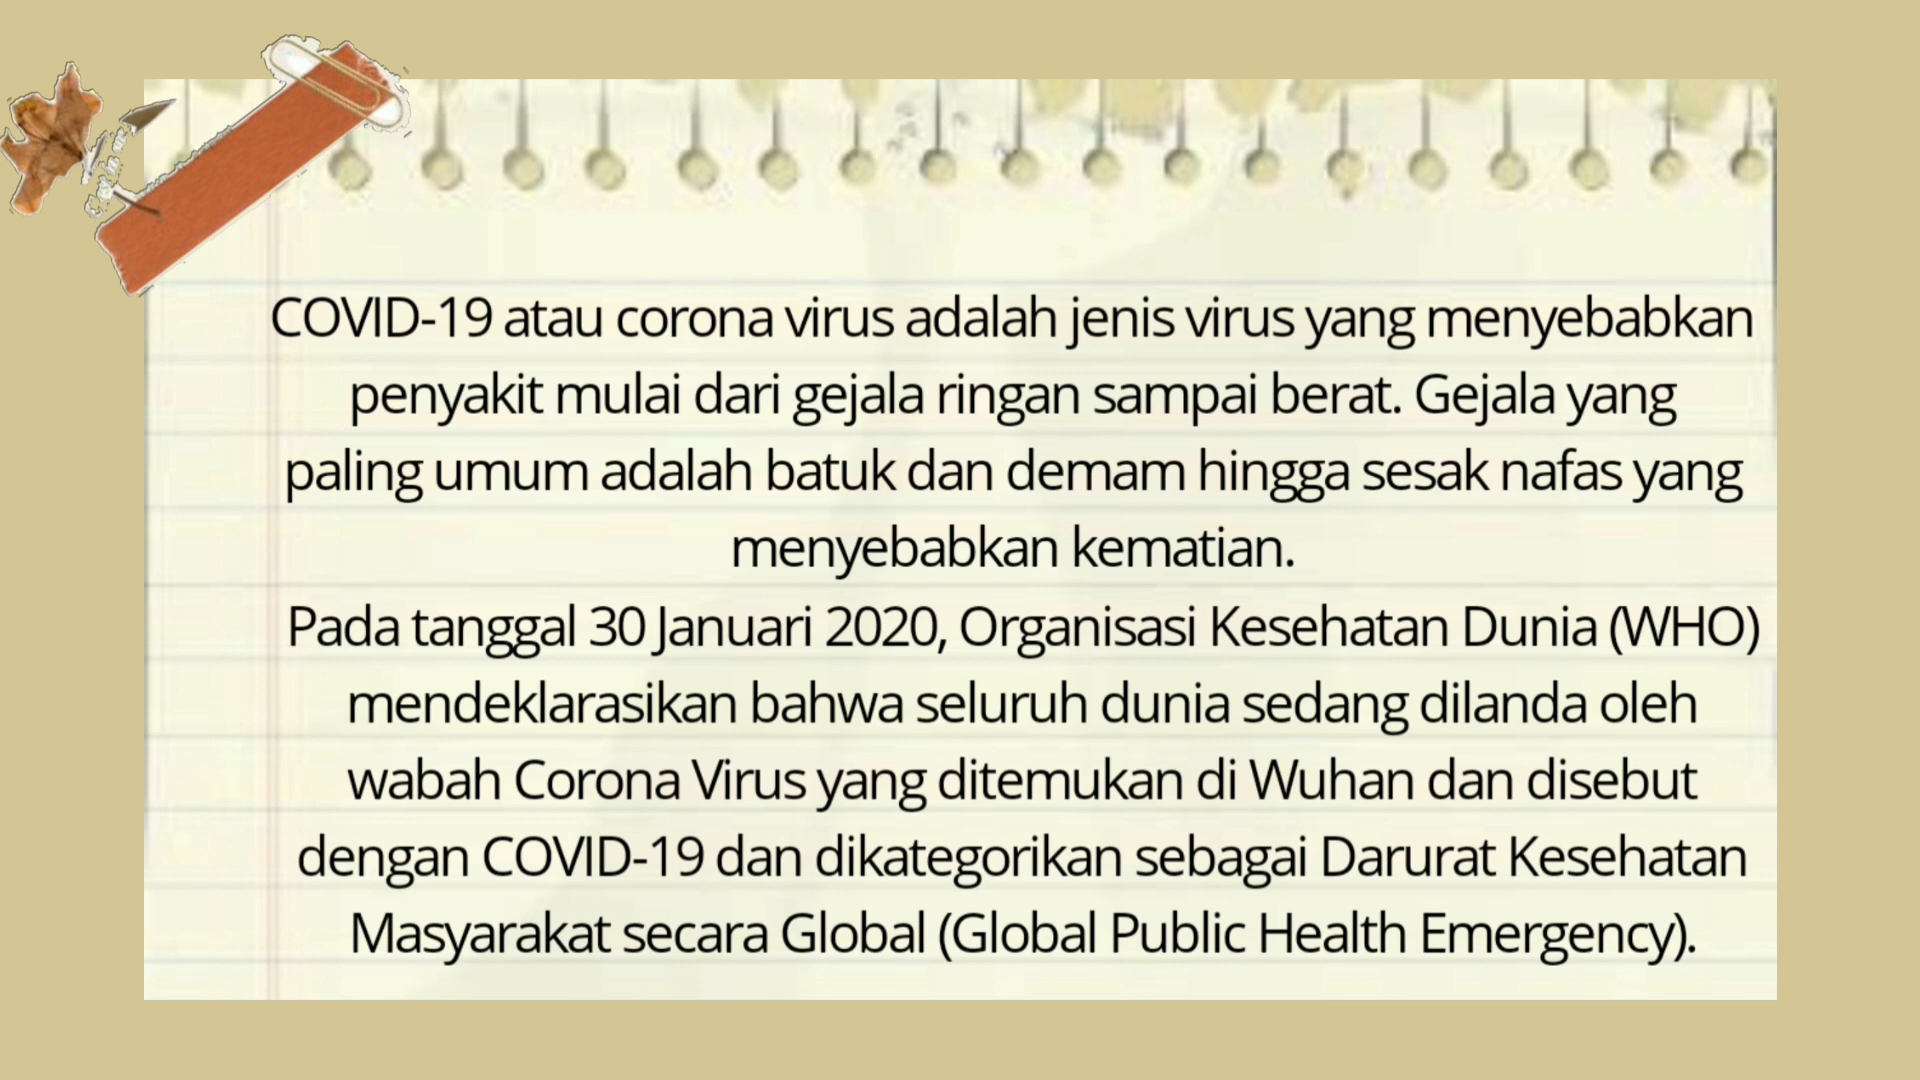 COVID-19 atau corona virus adalah jenis virus yang menyebabkan
penyakit mulai dari gejala ringan sampai berat. Gejala yang
paling umum adalah batuk dan demam hingga sesak nafas yang
menyebabkan kematian.
Pada tanggal 30 Januari 2020, Organisasi Kesehatan Dunia (WHO)
mendeklarasikan bahwa seluruh dunia sedang dilanda oleh
wabah Corona Virus yang ditemukan di Wuhan dan disebut
dengan COVID-19 dan dikategorikan sebagai Darurat Kesehatan
Masyarakat secara Global (Global Public Health Emergency).